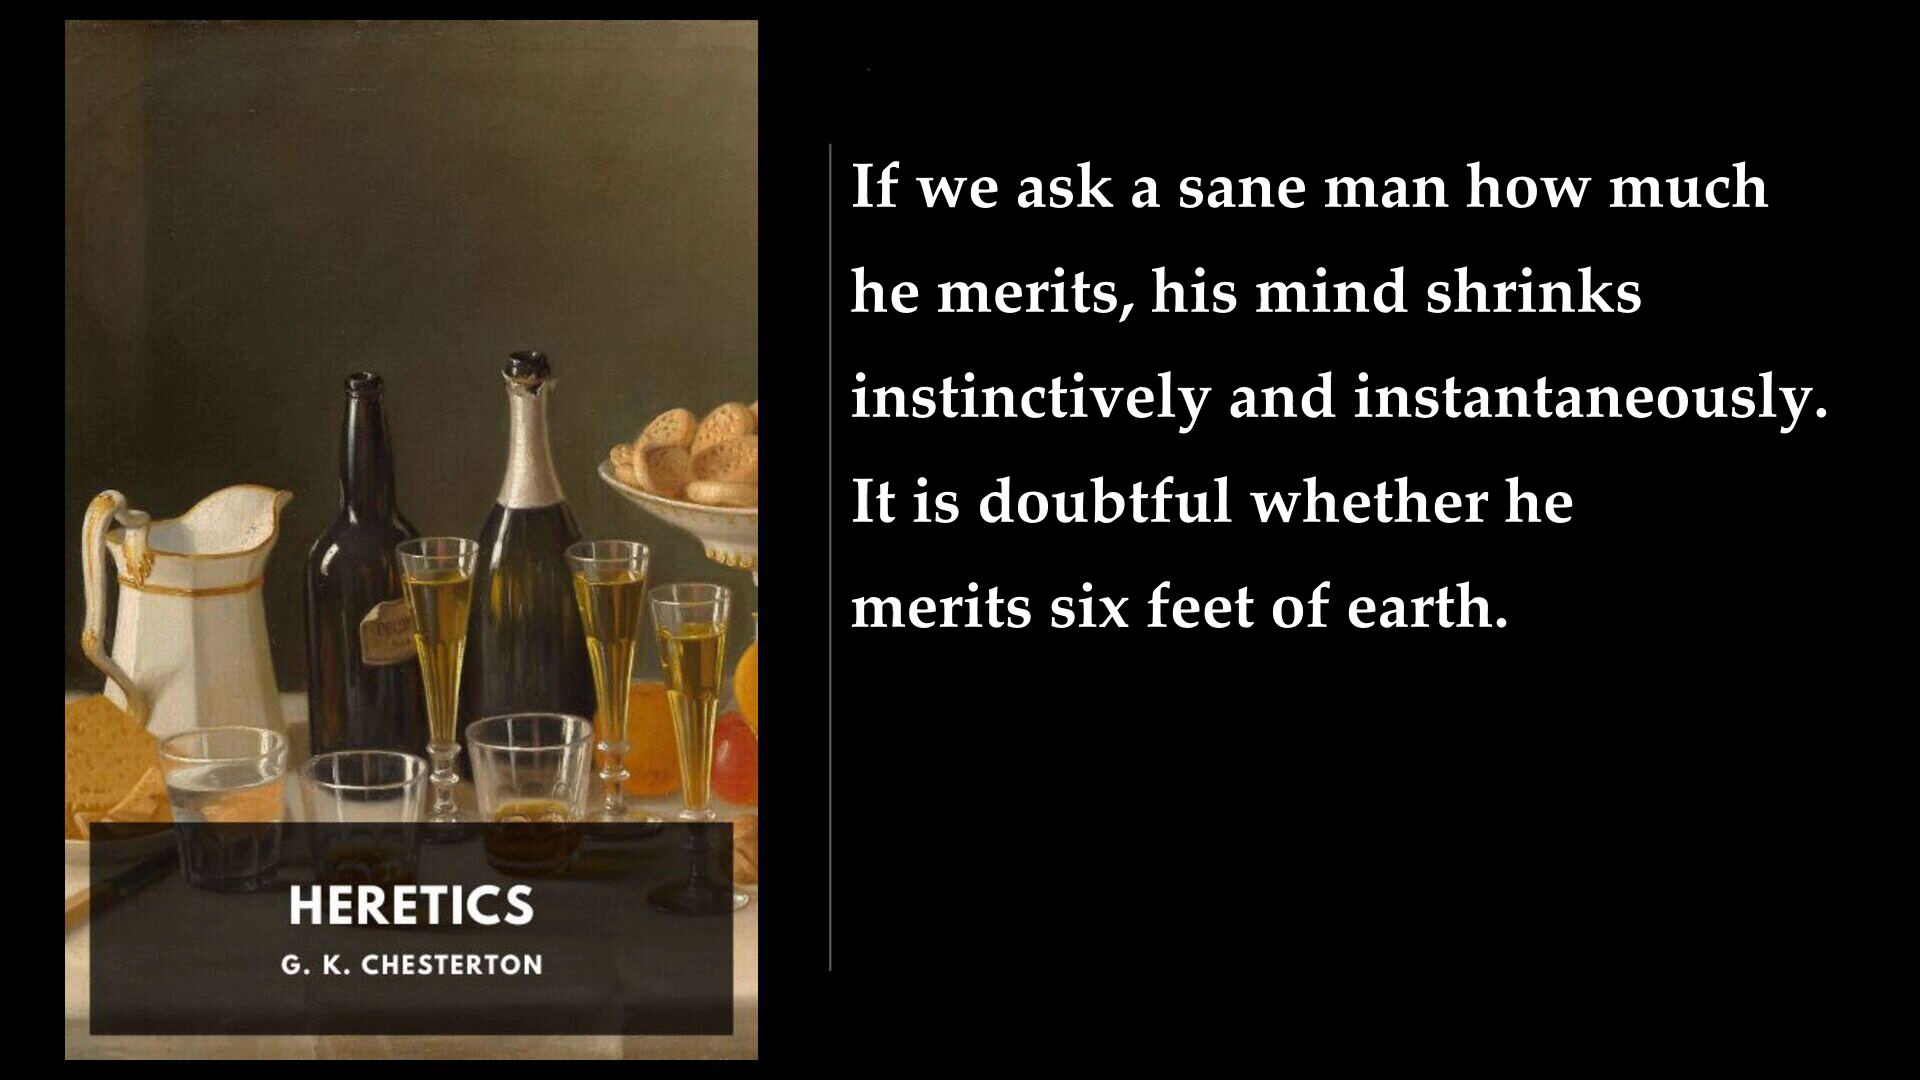 If we ask a sane man how much
he merits, his mind shrinks
instinctively and instantaneously.
It is doubtful whether he
merits six feet of earth.
HERETICS
G. K. CHESTERTON